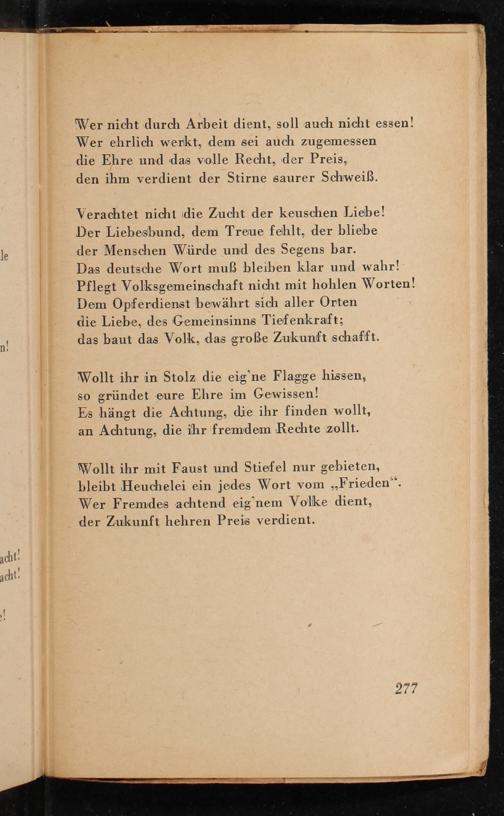 Wer nicht durch Arbeit dient, soll auch nicht essen!
Wer ehrlich werkt, dem sei auch zugemessen
die Ehre und das volle Recht, der Preis,
den ihm verdient der Stirne saurer Schweiß.
Verachtet nicht die Zucht der keuschen Liebe!
Der Liebesbund, dem Treue fehlt, der bliebe
der Menschen Würde und des Segens bar.
Das deutsche Wort muß bleiben klar und wahr!
Pflegt Volksgemeinschaft nicht mit hohlen Worten!
Dem Opferdienst bewährt sich aller Orten
die Liebe, des Gemeinsinns Tiefenkraft;
das baut das Volk, das große Zukunft schafft.
Wollt ihr in Stolz die eig'ne Flagge hissen,
so gründet eure Ehre im Gewissen!
Es hängt die Achtung, die ihr finden wollt,
an Achtung, die ihr fremdem Rechte zollt.
Wollt ihr mit Faust und Stiefel nur gebieten,
bleibt Heuchelei ein jedes Wort vom „Frieden“.
Wer Fremdes achtend eig'nem Volke dient,
der Zukunft hehren Preis verdient.
277